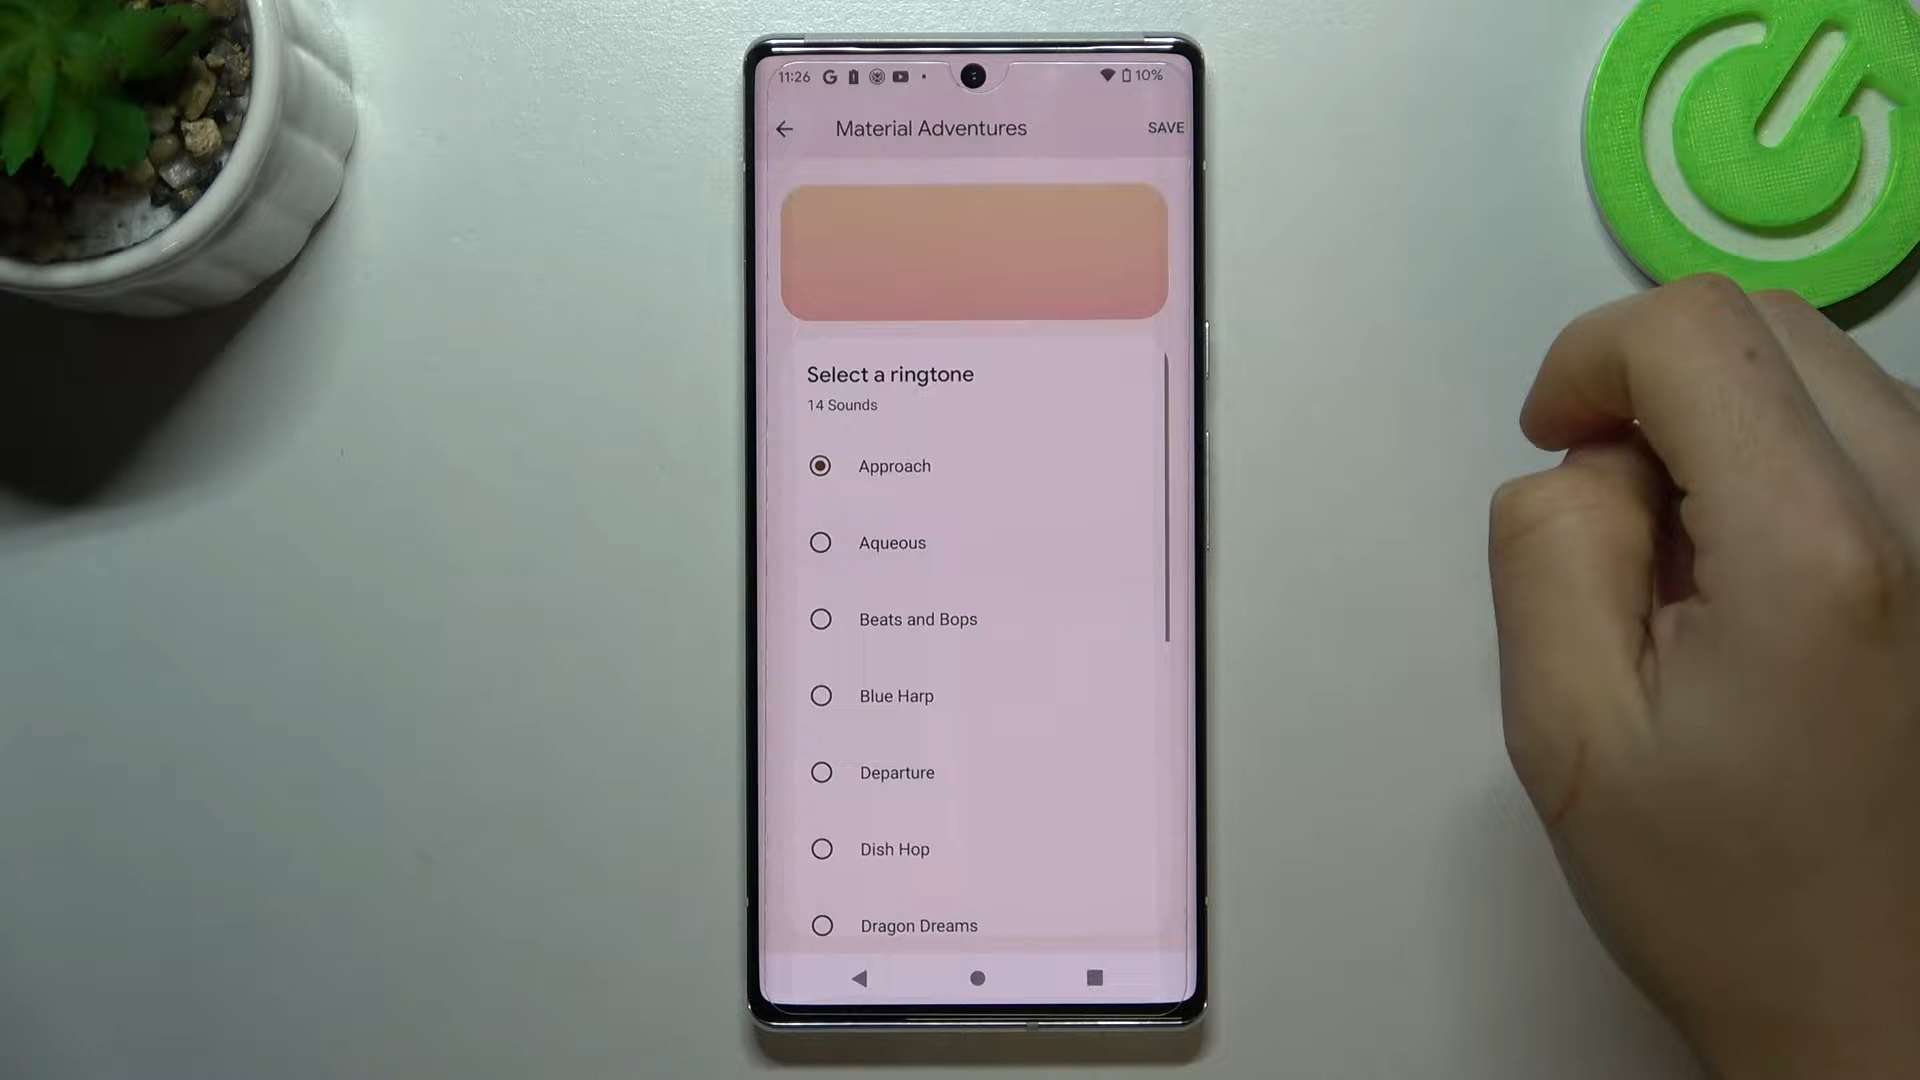 11:26
10%
Material Adventures
SAVE
Select a ringtone
14 Sounds
Approach
Aqueous
Beats and Bops
Blue Harp
Departure
Dish Hop
Dragon Dreams